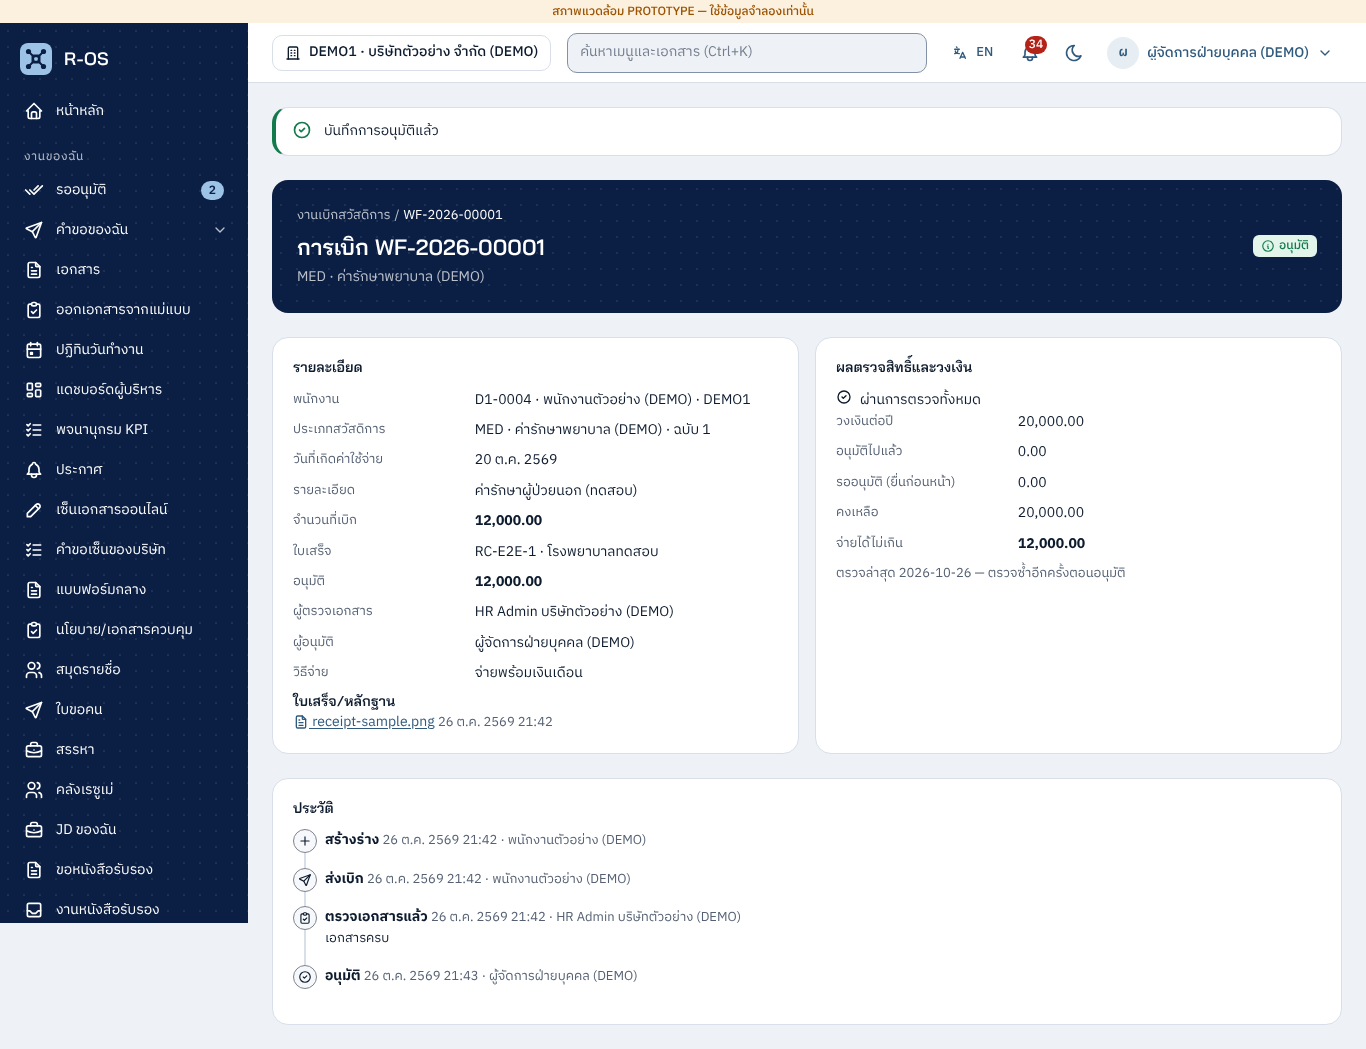 สภาพแวดล้อม PROTOTYPE — ใช้ข้อมูลจำลองเท่านั้น
R-OS
DEMO1 · บริษัทตัวอย่าง จำกัด (DEMO)
ค้นหาเมนูและเอกสาร (Ctrl+K)
EN
34
ผ
ผู้จัดการฝ่ายบุคคล (DEMO)
หน้าหลัก
งานของฉัน
รออนุมัติ 2
คำขอของฉัน
เอกสาร
ออกเอกสารจากแม่แบบ
ปฏิทินวันทำงาน
แดชบอร์ดผู้บริหาร
พจนานุกรม KPI
ประกาศ
เซ็นเอกสารออนไลน์
คำขอเซ็นของบริษัท
แบบฟอร์มกลาง
นโยบาย/เอกสารควบคุม
สมุดรายชื่อ
ใบขอคน
สรรหา
คลังเรซูเม่
JD ของฉัน
ขอหนังสือรับรอง
งานหนังสือรับรอง
บันทึกการอนุมัติแล้ว
งานเบิกสวัสดิการ / WF-2026-00001
การเบิก WF-2026-00001
อนุมัติ
MED · ค่ารักษาพยาบาล (DEMO)
รายละเอียด
พนักงาน D1-0004 · พนักงานตัวอย่าง (DEMO) · DEMO1
ประเภทสวัสดิการ MED · ค่ารักษาพยาบาล (DEMO) · ฉบับ 1
วันที่เกิดค่าใช้จ่าย 20 ต.ค. 2569
รายละเอียด ค่ารักษาผู้ป่วยนอก (ทดสอบ)
จำนวนที่เบิก 12,000.00
ใบเสร็จ RC-E2E-1 · โรงพยาบาลทดสอบ
อนุมัติ 12,000.00
ผู้ตรวจเอกสาร HR Admin บริษัทตัวอย่าง (DEMO)
ผู้อนุมัติ ผู้จัดการฝ่ายบุคคล (DEMO)
วิธีจ่าย จ่ายพร้อมเงินเดือน
ใบเสร็จ/หลักฐาน
receipt-sample.png 26 ต.ค. 2569 21:42
ผลตรวจสิทธิ์และวงเงิน
ผ่านการตรวจทั้งหมด
วงเงินต่อปี 20,000.00
อนุมัติไปแล้ว 0.00
รออนุมัติ (ยื่นก่อนหน้า) 0.00
คงเหลือ 20,000.00
จ่ายได้ไม่เกิน 12,000.00
ตรวจล่าสุด 2026-10-26 — ตรวจซ้ำอีกครั้งตอนอนุมัติ
ประวัติ
สร้างร่าง 26 ต.ค. 2569 21:42 · พนักงานตัวอย่าง (DEMO)
ส่งเบิก 26 ต.ค. 2569 21:42 · พนักงานตัวอย่าง (DEMO)
ตรวจเอกสารแล้ว 26 ต.ค. 2569 21:42 · HR Admin บริษัทตัวอย่าง (DEMO)
เอกสารครบ
อนุมัติ 26 ต.ค. 2569 21:43 · ผู้จัดการฝ่ายบุคคล (DEMO)